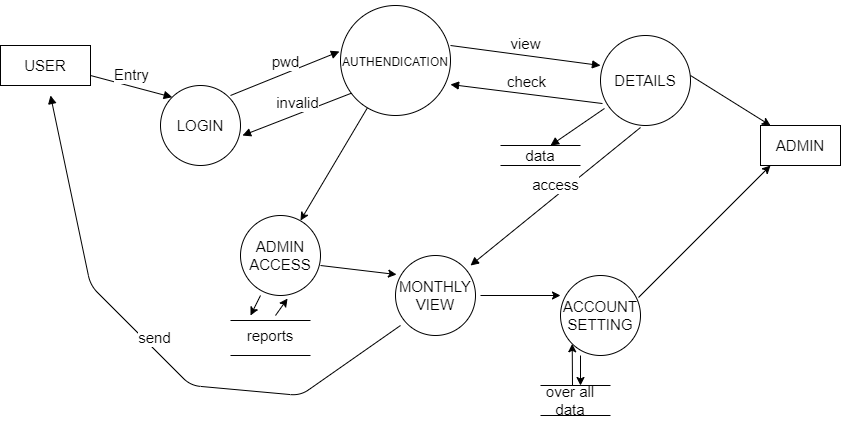 USER
Entry
LOGIN
pwd
invalid
AUTHENDICATION
view
check
DETAILS
data
access
ADMIN
ADMIN
ACCESS
reports
MONTHLY
VIEW
ACCOUNT
SETTING
send
over all
data